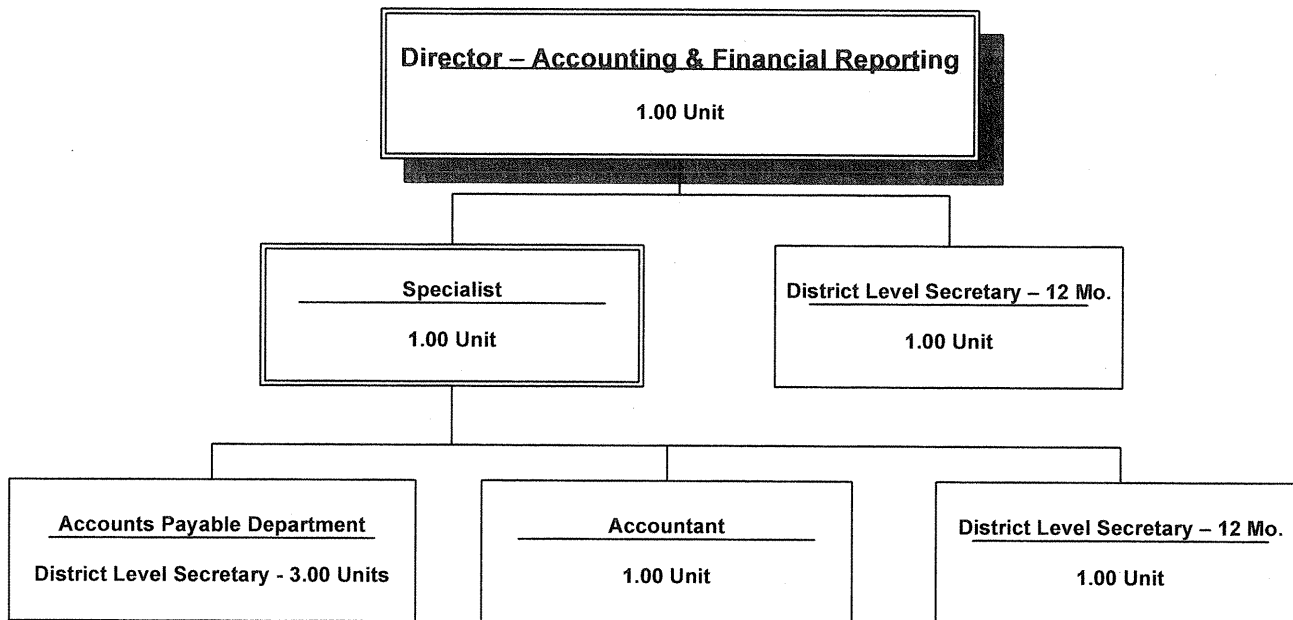 Director – Accounting & Financial Reporting
1.00 Unit
Specialist
1.00 Unit
District Level Secretary – 12 Mo.
1.00 Unit
Accounts Payable Department
District Level Secretary - 3.00 Units
Accountant
1.00 Unit
District Level Secretary – 12 Mo.
1.00 Unit